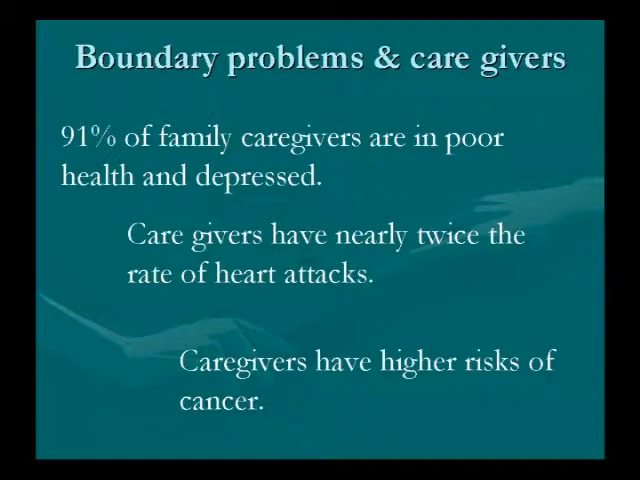 Boundary problems & care givers
91% of family caregivers are in poor
health and depressed.
Care givers have nearly twice the
rate of heart attacks.
Caregivers have higher risks of
cancer.